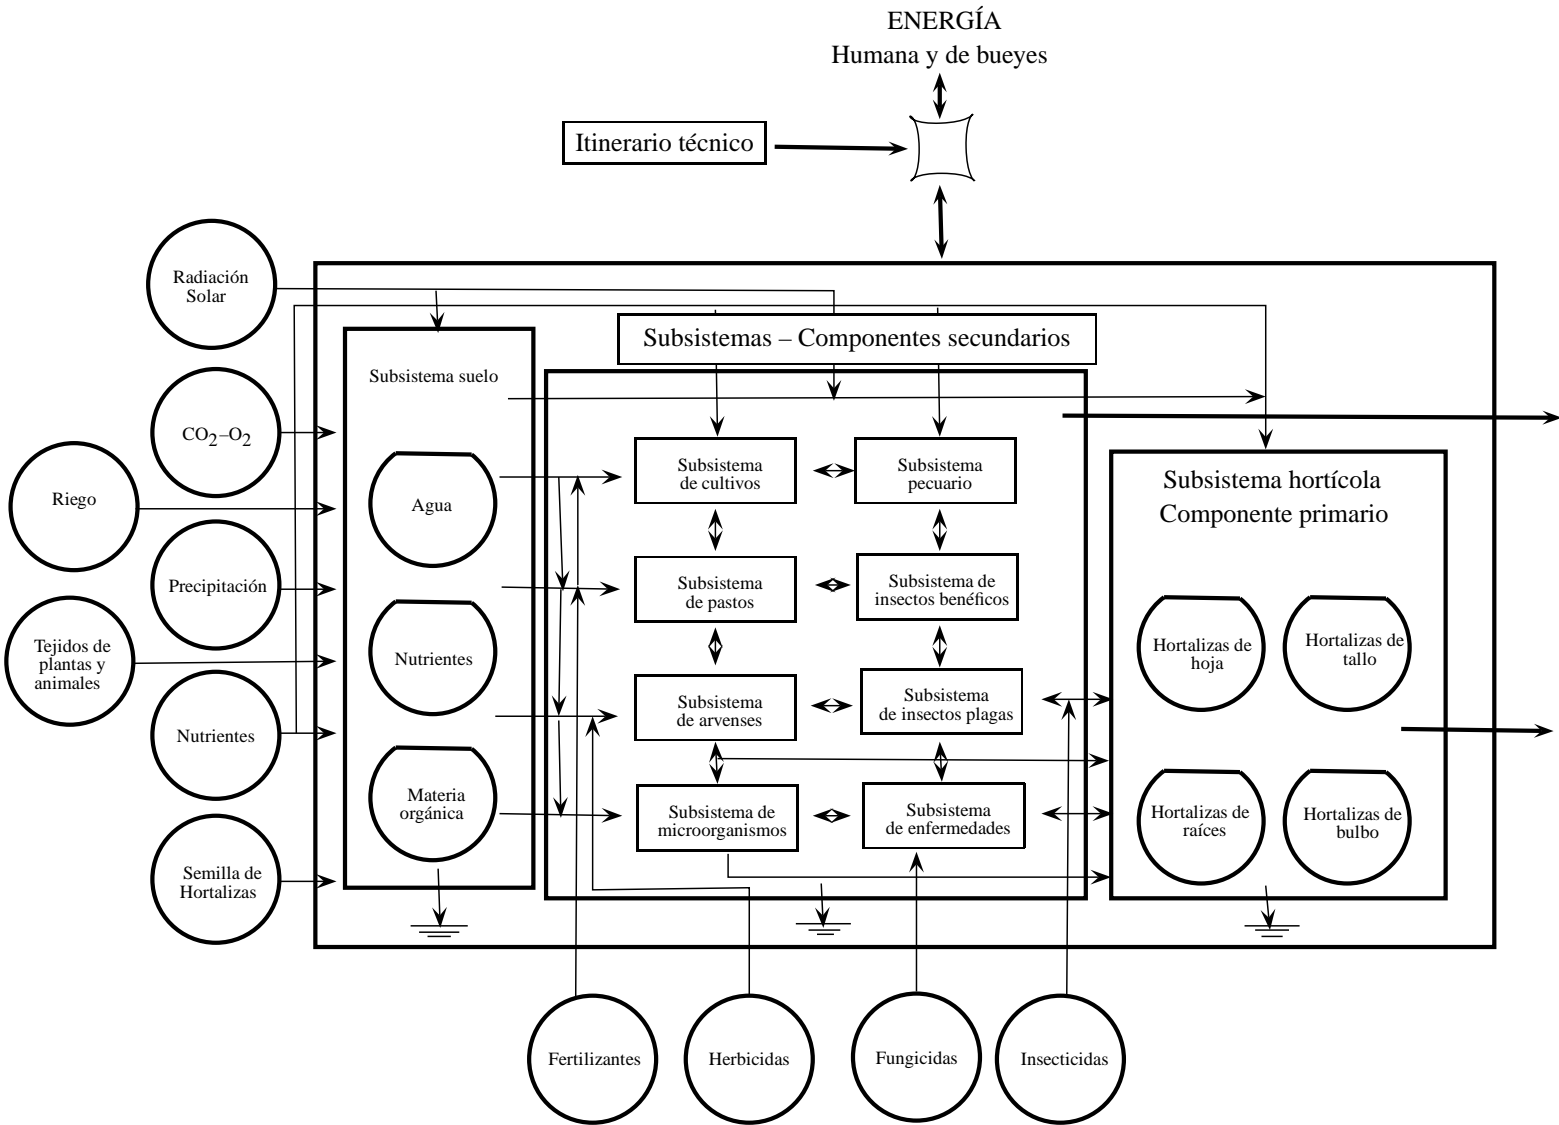 ENERGÍA
Humana y de bueyes
Itinerario técnico
Radiación
Solar
CO2–O2
Riego
Precipitación
Tejidos de
plantas y
animales
Nutrientes
Semilla de
Hortalizas
Subsistema suelo
Agua
Nutrientes
Materia
orgánica
Subsistemas – Componentes secundarios
Subsistema
de cultivos
Subsistema
pecuario
Subsistema
de pastos
Subsistema de
insectos benéficos
Subsistema
de arvenses
Subsistema
de insectos plagas
Subsistema de
microorganismos
Subsistema
de enfermedades
Subsistema hortícola
Componente primario
Hortalizas de
hoja
Hortalizas de
tallo
Hortalizas de
raíces
Hortalizas de
bulbo
Fertilizantes
Herbicidas
Fungicidas
Insecticidas